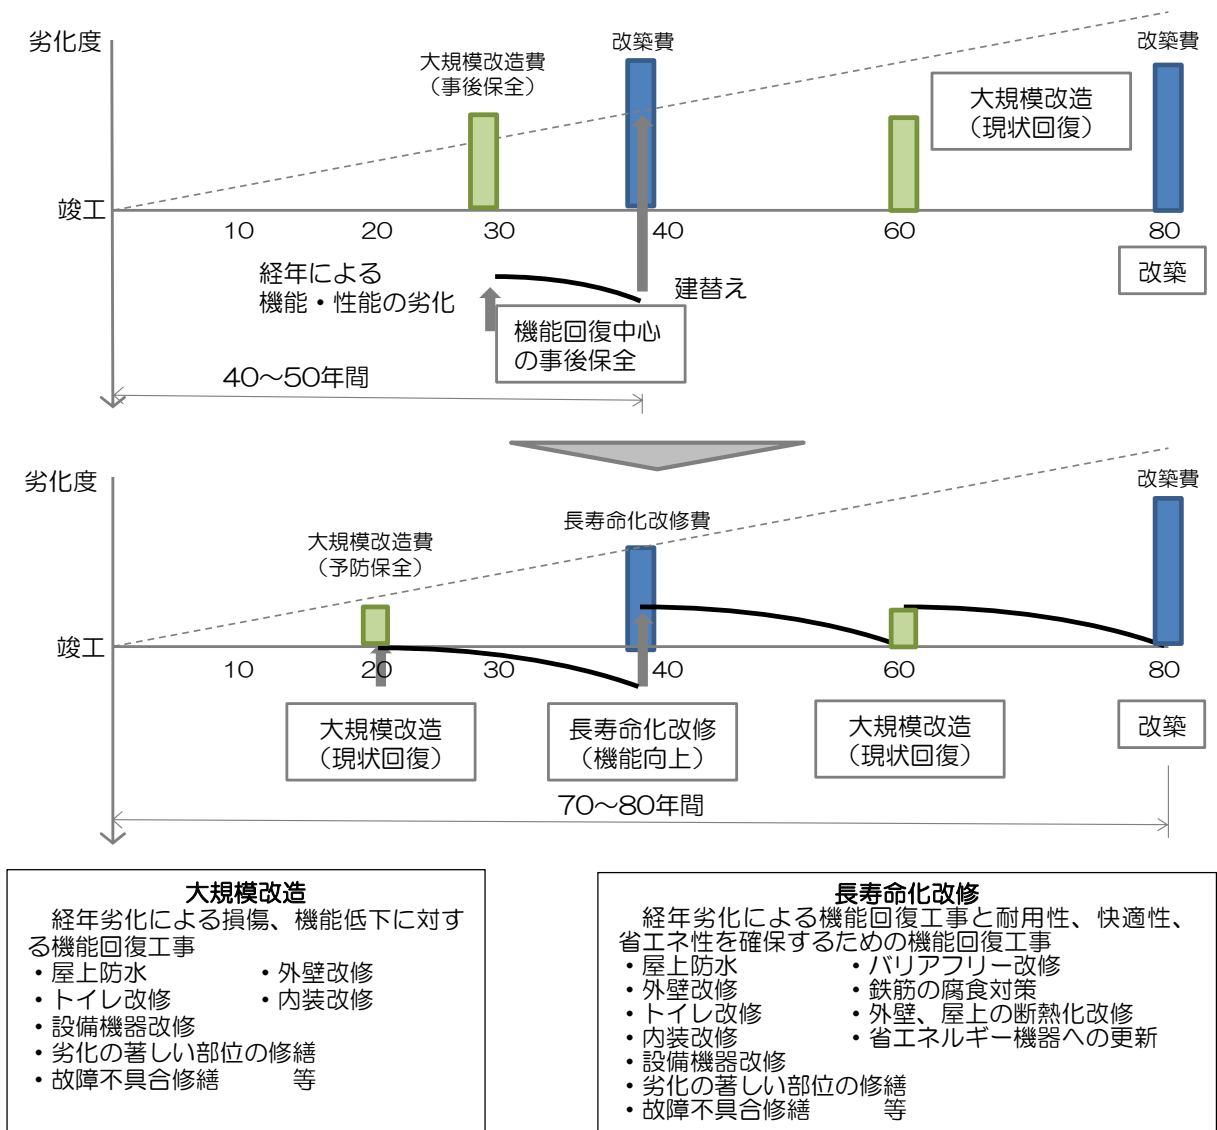 劣化度
大規模改造費
（事後保全）
改築費
改築費
大規模改造
（現状回復）
竣工
10
20
30
40
60
80
経年による
機能・性能の劣化
建替え
改築
機能回復中心
の事後保全
40～50年間
劣化度
改築費
長寿命化改修費
大規模改造費
（予防保全）
竣工
10
20
30
40
60
80
大規模改造
（現状回復）
長寿命化改修
（機能向上）
大規模改造
（現状回復）
改築
70～80年間
大規模改造
経年劣化による損傷、機能低下に対す
る機能回復工事
・屋上防水　・外壁改修
・トイレ改修　・内装改修
・設備機器改修
・劣化の著しい部位の修繕
・故障不具合修繕　等
長寿命化改修
経年劣化による機能回復工事と耐用性、快適性、
省エネ性を確保するための機能回復工事
・屋上防水　・バリアフリー改修
・外壁改修　・鉄筋の腐食対策
・トイレ改修　・外壁、屋上の断熱化改修
・内装改修　・省エネルギー機器への更新
・設備機器改修
・劣化の著しい部位の修繕
・故障不具合修繕　等